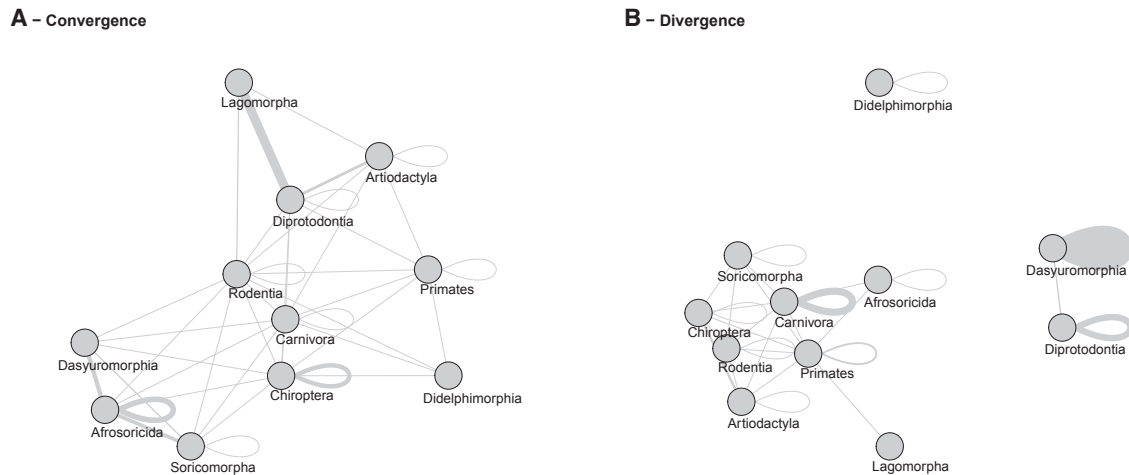 A – Convergence
Lagomorpha
Artiodactyla
Diprotodontia
Rodentia
Primates
Carnivora
Dasyuromorphia
Chiroptera
Didelphimorphia
Afrosoricida
Soricomorpha
B – Divergence
Didelphimorphia
Soricomorpha
Dasyuromorphia
Afrosoricida
Carnivora
Chiroptera
Diprotodontia
Rodentia
Primates
Artiodactyla
Lagomorpha